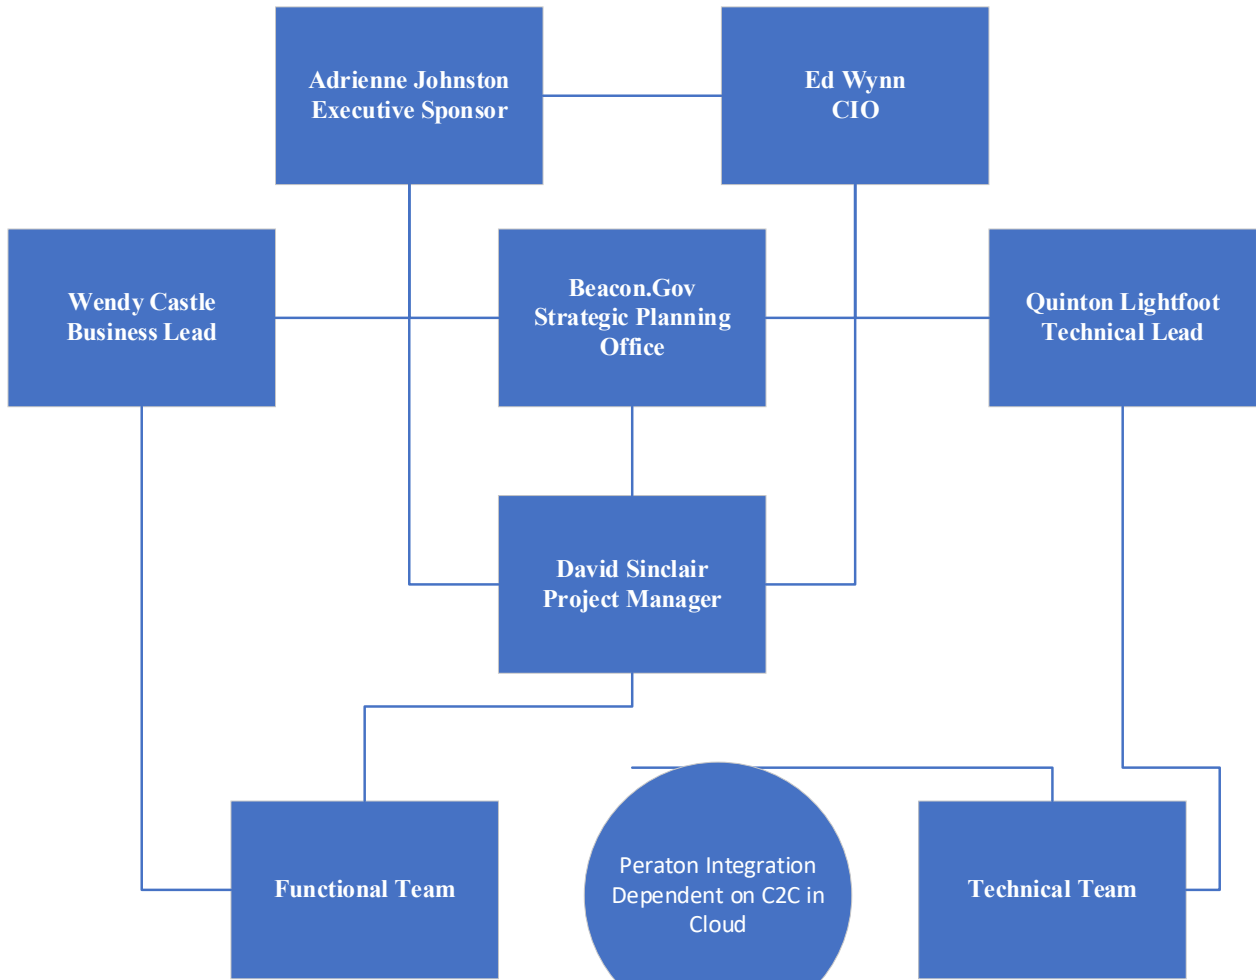 Adrienne Johnston
Executive Sponsor
Ed Wynn
CIO
Wendy Castle
Business Lead
Beacon.Gov
Strategic Planning
Office
Quinton Lightfoot
Technical Lead
David Sinclair
Project Manager
Functional Team
Peraton Integration
Dependent on C2C in
Cloud
Technical Team